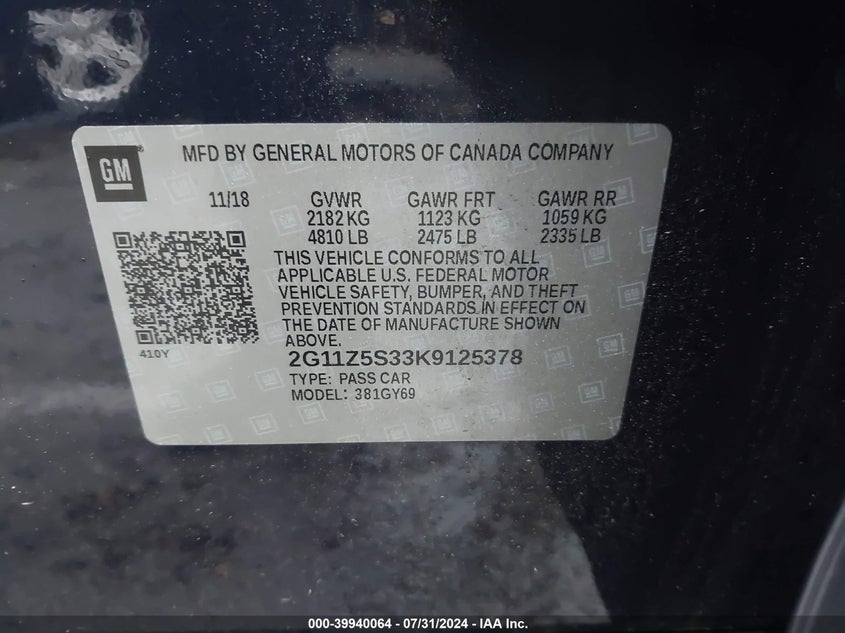 GM
MFD BY GENERAL MOTORS OF CANADA COMPANY
11/18 GVWR GAWR FRT GAWR RR
2182 KG 1123 KG 1059 KG
4810 LB 2475 LB 2335 LB
THIS VEHICLE CONFORMS TO ALL
APPLICABLE U.S. FEDERAL MOTOR
VEHICLE SAFETY, BUMPER, AND THEFT
PREVENTION STANDARDS IN EFFECT ON
THE DATE OF MANUFACTURE SHOWN
ABOVE.
410Y
2G11Z5S33K9125378
TYPE: PASS CAR
MODEL: 381GY69
000-39940064 / 07/31/2024 - IAA Inc.